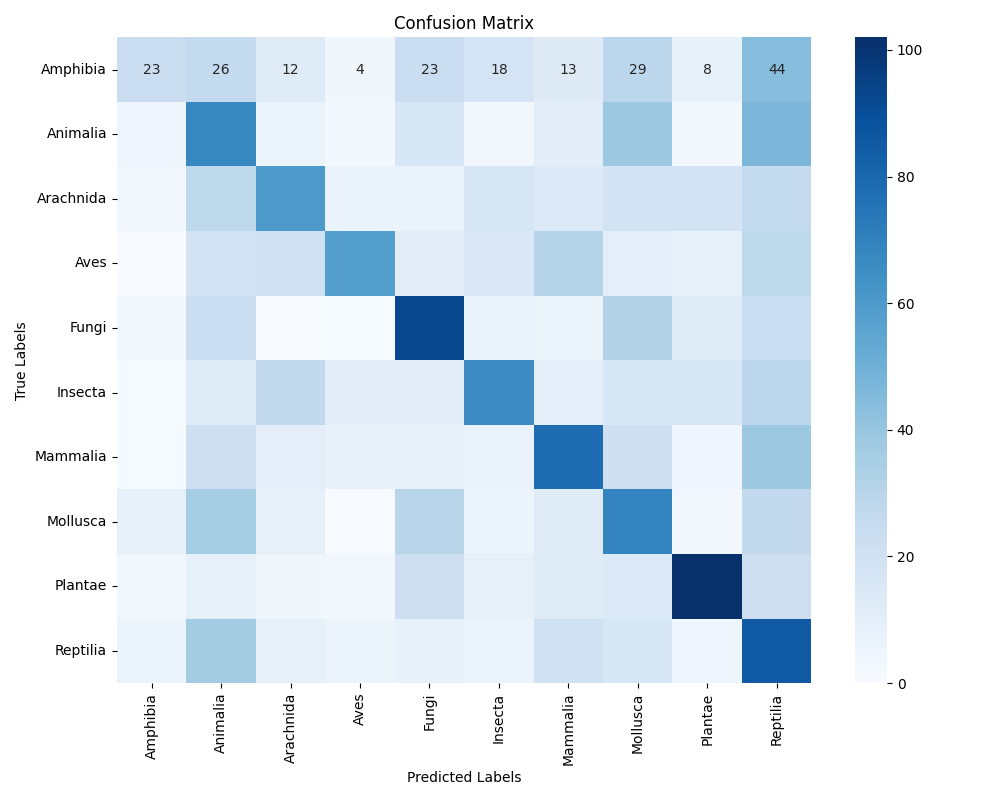 Confusion Matrix
True Labels
Amphibia 23 26 12 4 23 18 13 29 8 44
Animalia
Arachnida
Aves
Fungi
Insecta
Mammalia
Mollusca
Plantae
Reptilia
Amphibia Animalia Arachnida Aves Fungi Insecta Mammalia Mollusca Plantae Reptilia
Predicted Labels
100
80
60
40
20
0